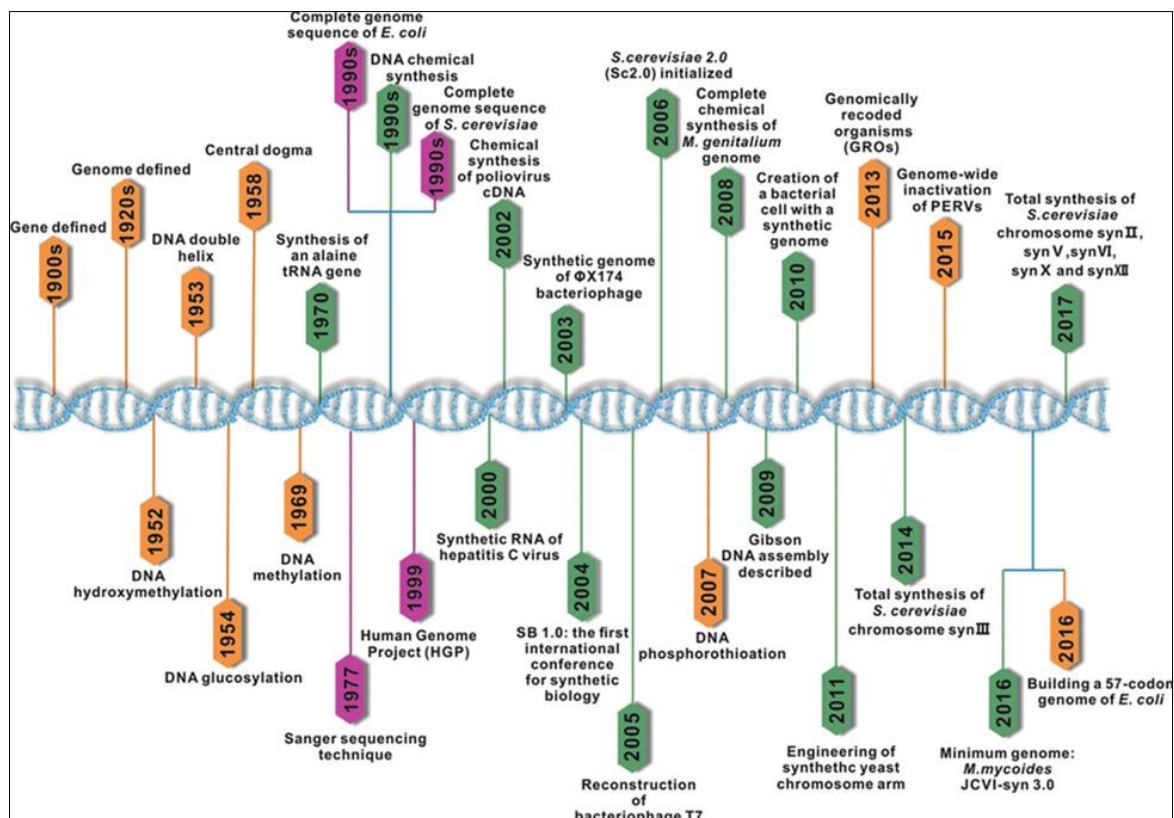 Complete genome
sequence of E. coli
1990s
DNA chemical
synthesis
1990s
Complete
genome sequence
of S. cerevisiae
1990s
Chemical
synthesis
of poliovirus
cDNA
2002
S.cerevisiae 2.0
(Sc2.0) initialized
2006
Complete
chemical
synthesis of
M. genitalium
genome
2008
Genomically
recoded
organisms
(GROs)
2013
Gene defined
1900s
Genome defined
1920s
DNA double
helix
1953
Central dogma
1958
Synthesis of
an alaine
tRNA gene
1970
Synthetic genome
of ΦX174
bacteriophage
2003
Creation of
a bacterial
cell with a
synthetic
genome
2010
Genome-wide
inactivation
of PERVs
2015
Total synthesis of
S.cerevisiae
chromosome synⅡ,
synⅤ,synⅥ,
synⅩ and synⅫ
2017
1952
DNA
hydroxymethylation
1954
DNA glucosylation
1969
DNA
methylation
1977
Sanger sequencing
technique
1999
Human Genome
Project (HGP)
2000
Synthetic RNA of
hepatitis C virus
2004
SB 1.0: the first
international
conference
for synthetic
biology
2005
Reconstruction
of
bacteriophage T7
2007
DNA
phosphorothioation
2009
Gibson
DNA assembly
described
2011
Engineering of
synthethc yeast
chromosome arm
2014
Total synthesis of
S. cerevisiae
chromosome synⅢ
2016
Minimum genome:
M.mycoides
JCVI-syn 3.0
2016
Building a 57-codon
genome of E. coli